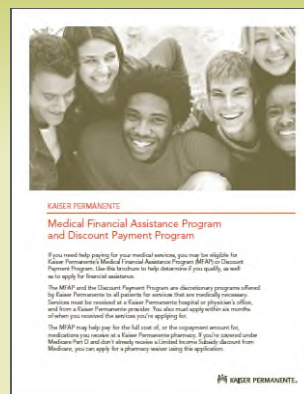 KAISER PERMANENTE
Medical Financial Assistance Program
and Discount Payment Program
If you need help paying for your medical services, you may be eligible for
Kaiser Permanente's Medical Financial Assistance Program (MFAP) or Discount
Payment Program. Use this brochure to help determine if you qualify, as well
as to apply for financial assistance.
The MFAP and the Discount Payment Program are discretionary programs offered
by Kaiser Permanente to all patients for services that are medically necessary.
Services must be received at a Kaiser Permanente hospital or physician's office,
and from a Kaiser Permanente provider. You also must apply within six months
of when you received the services you're applying for.
The MFAP may help pay for the full cost of, or the copayment amount for,
medications you receive at a Kaiser Permanente pharmacy. If you're covered under
Medicare Part D and don't already receive a Limited Income Subsidy discount from
Medicare, you can apply for a pharmacy waiver using this application.
KAISER PERMANENTE.